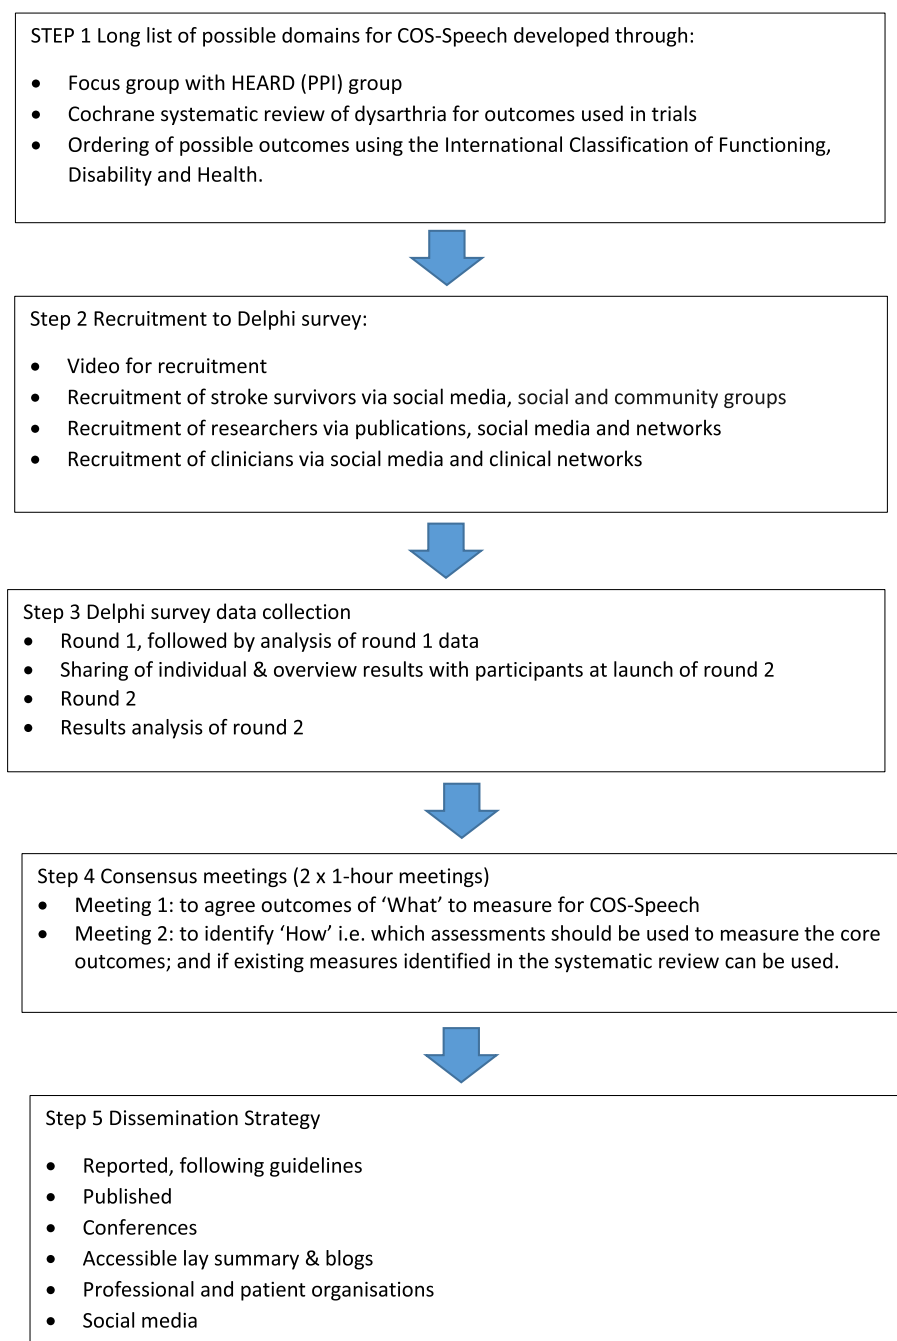 STEP 1 Long list of possible domains for COS-Speech developed through:
• Focus group with HEARD (PPI) group
• Cochrane systematic review of dysarthria for outcomes used in trials
• Ordering of possible outcomes using the International Classification of Functioning,
Disability and Health.
Step 2 Recruitment to Delphi survey:
• Video for recruitment
• Recruitment of stroke survivors via social media, social and community groups
• Recruitment of researchers via publications, social media and networks
• Recruitment of clinicians via social media and clinical networks
Step 3 Delphi survey data collection
• Round 1, followed by analysis of round 1 data
• Sharing of individual & overview results with participants at launch of round 2
• Round 2
• Results analysis of round 2
Step 4 Consensus meetings (2 x 1-hour meetings)
• Meeting 1: to agree outcomes of ‘What’ to measure for COS-Speech
• Meeting 2: to identify ‘How’ i.e. which assessments should be used to measure the core
outcomes; and if existing measures identified in the systematic review can be used.
Step 5 Dissemination Strategy
• Reported, following guidelines
• Published
• Conferences
• Accessible lay summary & blogs
• Professional and patient organisations
• Social media